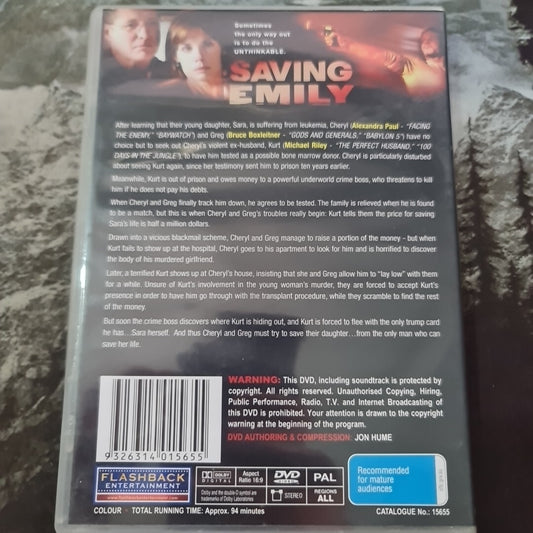 Sometimes
the only way out
is to do the
UNTHINKABLE.
SAVING
EMILY
After learning that their young daughter, Sara, is suffering from leukemia, Cheryl (Alexandra Paul - "FACING
THE ENEMY," "BAYWATCH") and Greg (Bruce Boxleitner - "GODS AND GENERALS," "BABYLON 5") have no
choice but to seek out Cheryl's violent ex-husband, Kurt (Michael Riley - "THE PERFECT HUSBAND," "100
DAYS IN THE JUNGLE"), to have him tested as a possible bone marrow donor. Cheryl is particularly disturbed
about seeing Kurt again, since her testimony sent him to prison ten years earlier.
Meanwhile, Kurt is out of prison and owes money to a powerful underworld crime boss, who threatens to kill
him if he does not pay his debts.
When Cheryl and Greg finally track him down, he agrees to be tested. The family is relieved when he is found
to be a match, but this is when Cheryl and Greg's troubles really begin: Kurt tells them the price for saving
Sara's life is half a million dollars.
Drawn into a vicious blackmail scheme, Cheryl and Greg manage to raise a portion of the money - but when
Kurt fails to show up at the hospital, Cheryl goes to his apartment to look for him and is horrified to discover
the body of his murdered girlfriend.
Later, a terrified Kurt shows up at Cheryl's house, insisting that she and Greg allow him to "lay low" with them
for a while. Unsure of Kurt's involvement in the young woman's murder, they are forced to accept Kurt's
presence in order to have him go through with the transplant procedure, while they scramble to find the rest
of the money.
But soon the crime boss discovers where Kurt is hiding out, and Kurt is forced to flee with the only trump card
he has...Sara herself. And thus Cheryl and Greg must try to save their daughter...from the only man who can
save her life.
WARNING: This DVD, including soundtrack is protected by
copyright. All rights reserved. Unauthorised Copying, Hiring,
Public Performance, Radio, T.V. and Internet Broadcasting of
this DVD is prohibited. Your attention is drawn to the copyright
warning at the beginning of the program.
DVD AUTHORING & COMPRESSION: JON HUME
9 326314 015655
FLASHBACK
ENTERTAINMENT
www.flashbackentertainment.com
DOLBY
DIGITAL
Aspect
Ratio 16:9
DVD
VIDEO
PAL
Dolby and the double-D symbol are
trademarks of Dolby Laboratories
STEREO
REGIONS
ALL
Recommended
for mature
audiences
COLOUR • TOTAL RUNNING TIME: Approx. 94 minutes
CATALOGUE No.: 15655